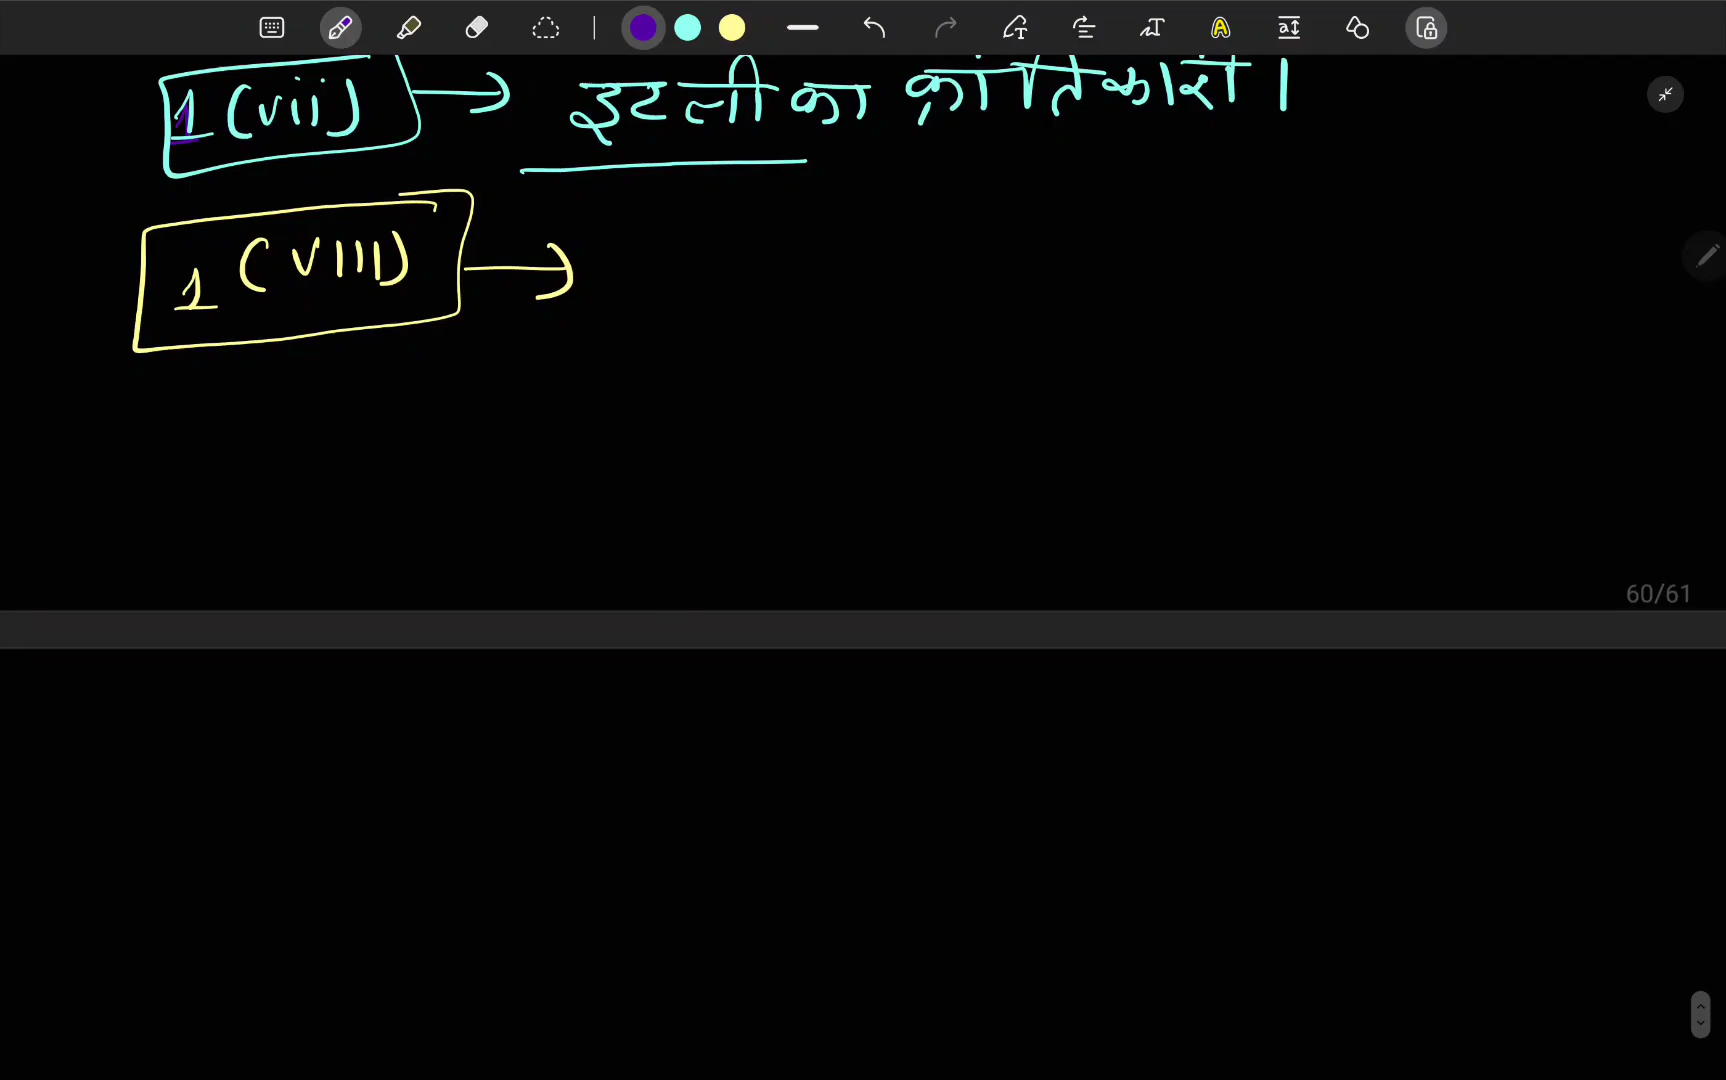 1 (vii) → इटली का क्रांतिकारी।
1 (VIII) →
60/61